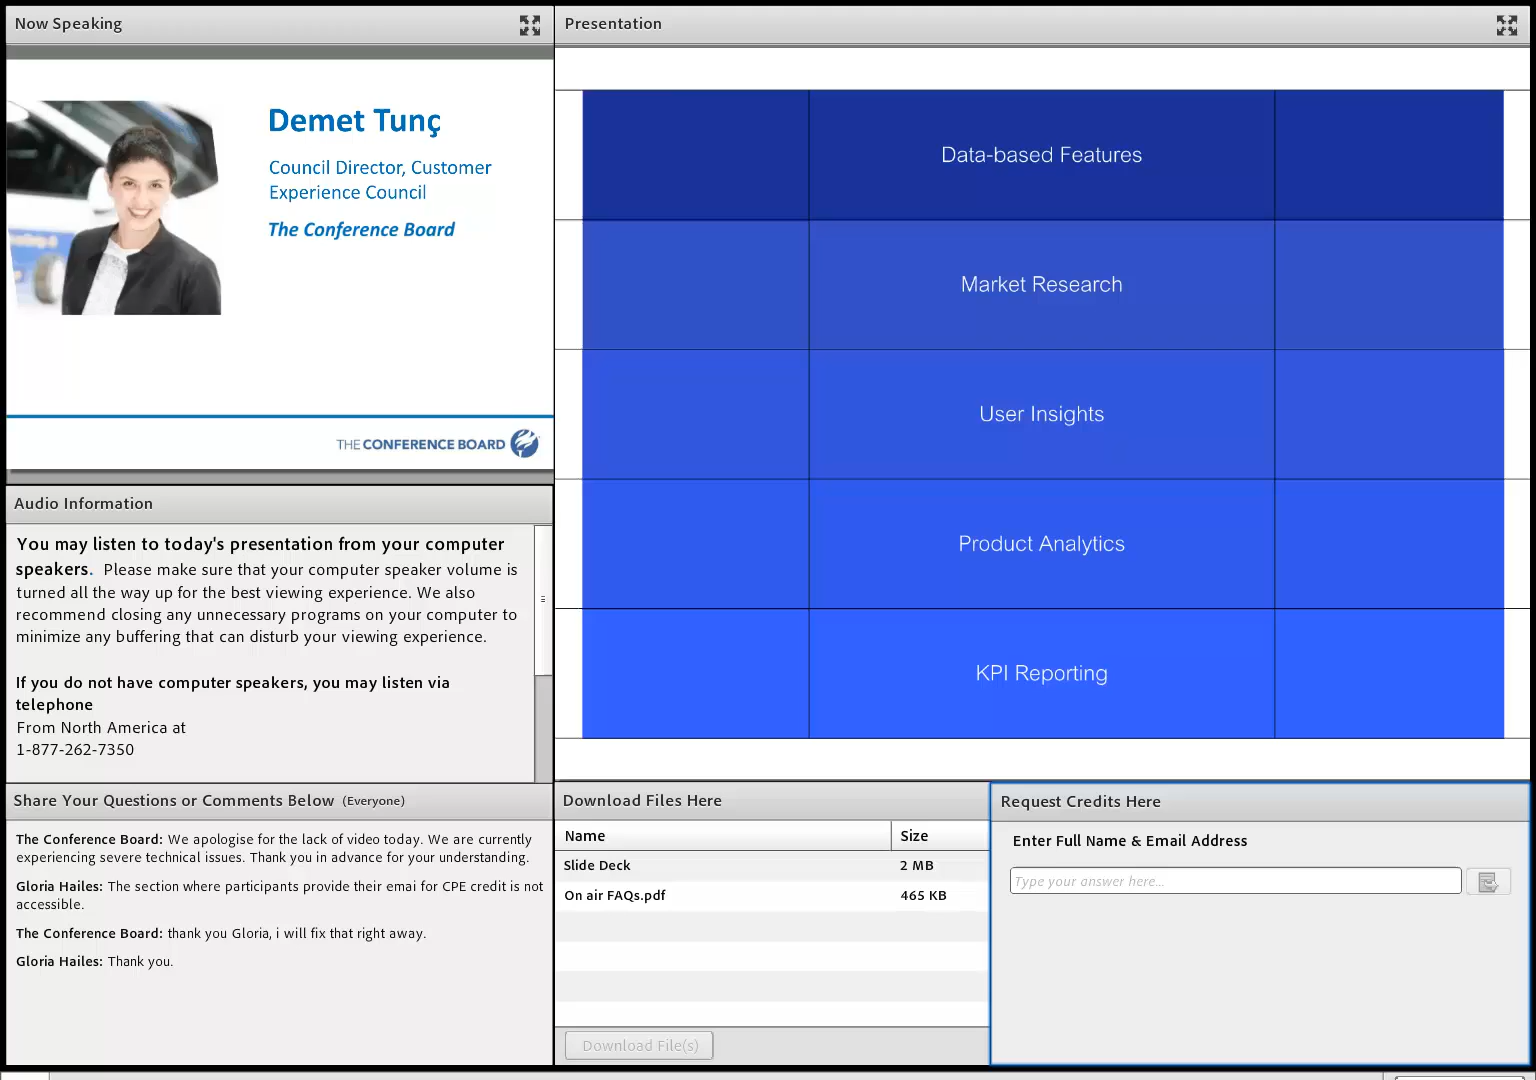 Now Speaking
Demet Tunç
Council Director, Customer
Experience Council
The Conference Board
THE CONFERENCE BOARD
Audio Information
You may listen to today's presentation from your computer
speakers. Please make sure that your computer speaker volume is
turned all the way up for the best viewing experience. We also
recommend closing any unnecessary programs on your computer to
minimize any buffering that can disturb your viewing experience.
If you do not have computer speakers, you may listen via
telephone
From North America at
1-877-262-7350
Share Your Questions or Comments Below (Everyone)
The Conference Board: We apologise for the lack of video today. We are currently
experiencing severe technical issues. Thank you in advance for your understanding.
Gloria Hailes: The section where participants provide their emai for CPE credit is not
accessible.
The Conference Board: thank you Gloria, i will fix that right away.
Gloria Hailes: Thank you.
Presentation
Data-based Features
Market Research
User Insights
Product Analytics
KPI Reporting
Download Files Here
Name Size
Slide Deck 2 MB
On air FAQs.pdf 465 KB
Download File(s)
Request Credits Here
Enter Full Name & Email Address
Type your answer here...